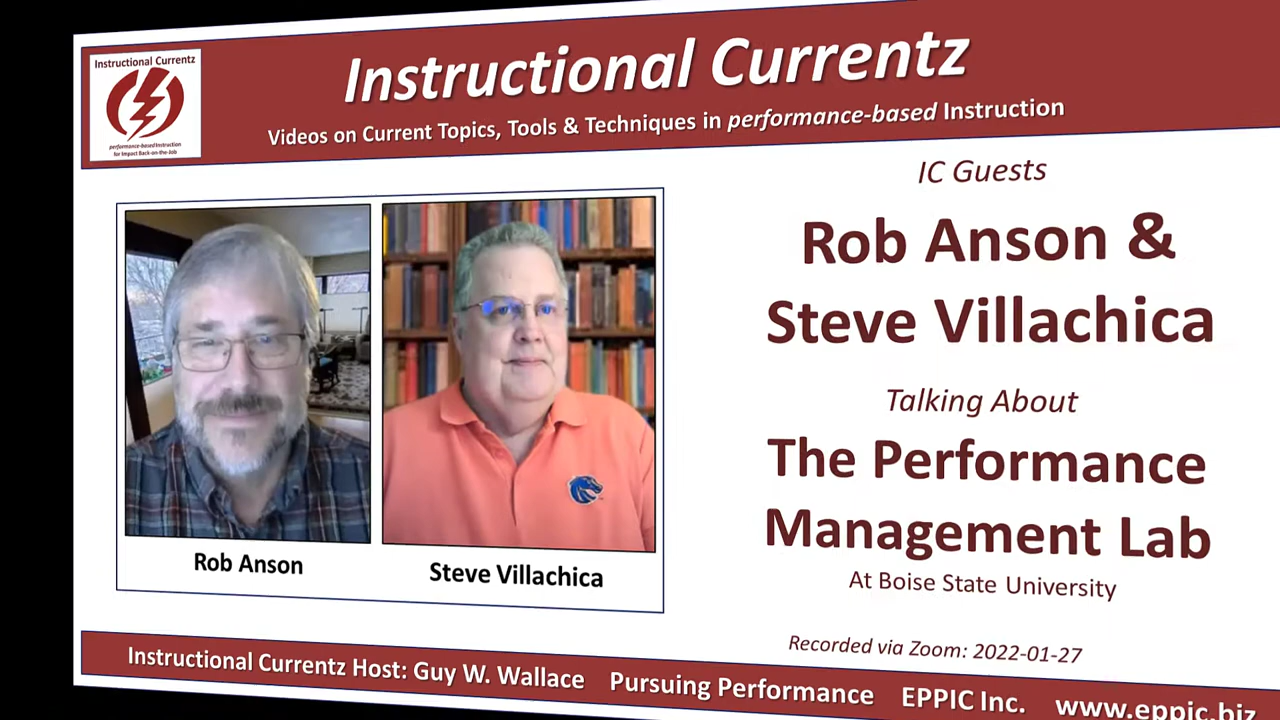 Instructional Currentz
performance-based Instruction
for Impact Back-on-the-Job
Instructional Currentz
Videos on Current Topics, Tools & Techniques in performance-based Instruction
IC Guests
Rob Anson &
Steve Villachica
Talking About
The Performance
Management Lab
At Boise State University
Recorded via Zoom: 2022-01-27
Rob Anson
Steve Villachica
Instructional Currentz Host: Guy W. Wallace Pursuing Performance EPPIC Inc. www.eppic.biz